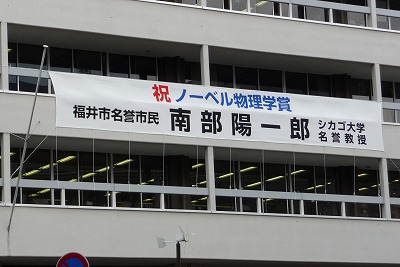 祝 ノーベル物理学賞
福井市名誉市民 南部陽一郎 シカゴ大学
名誉教授